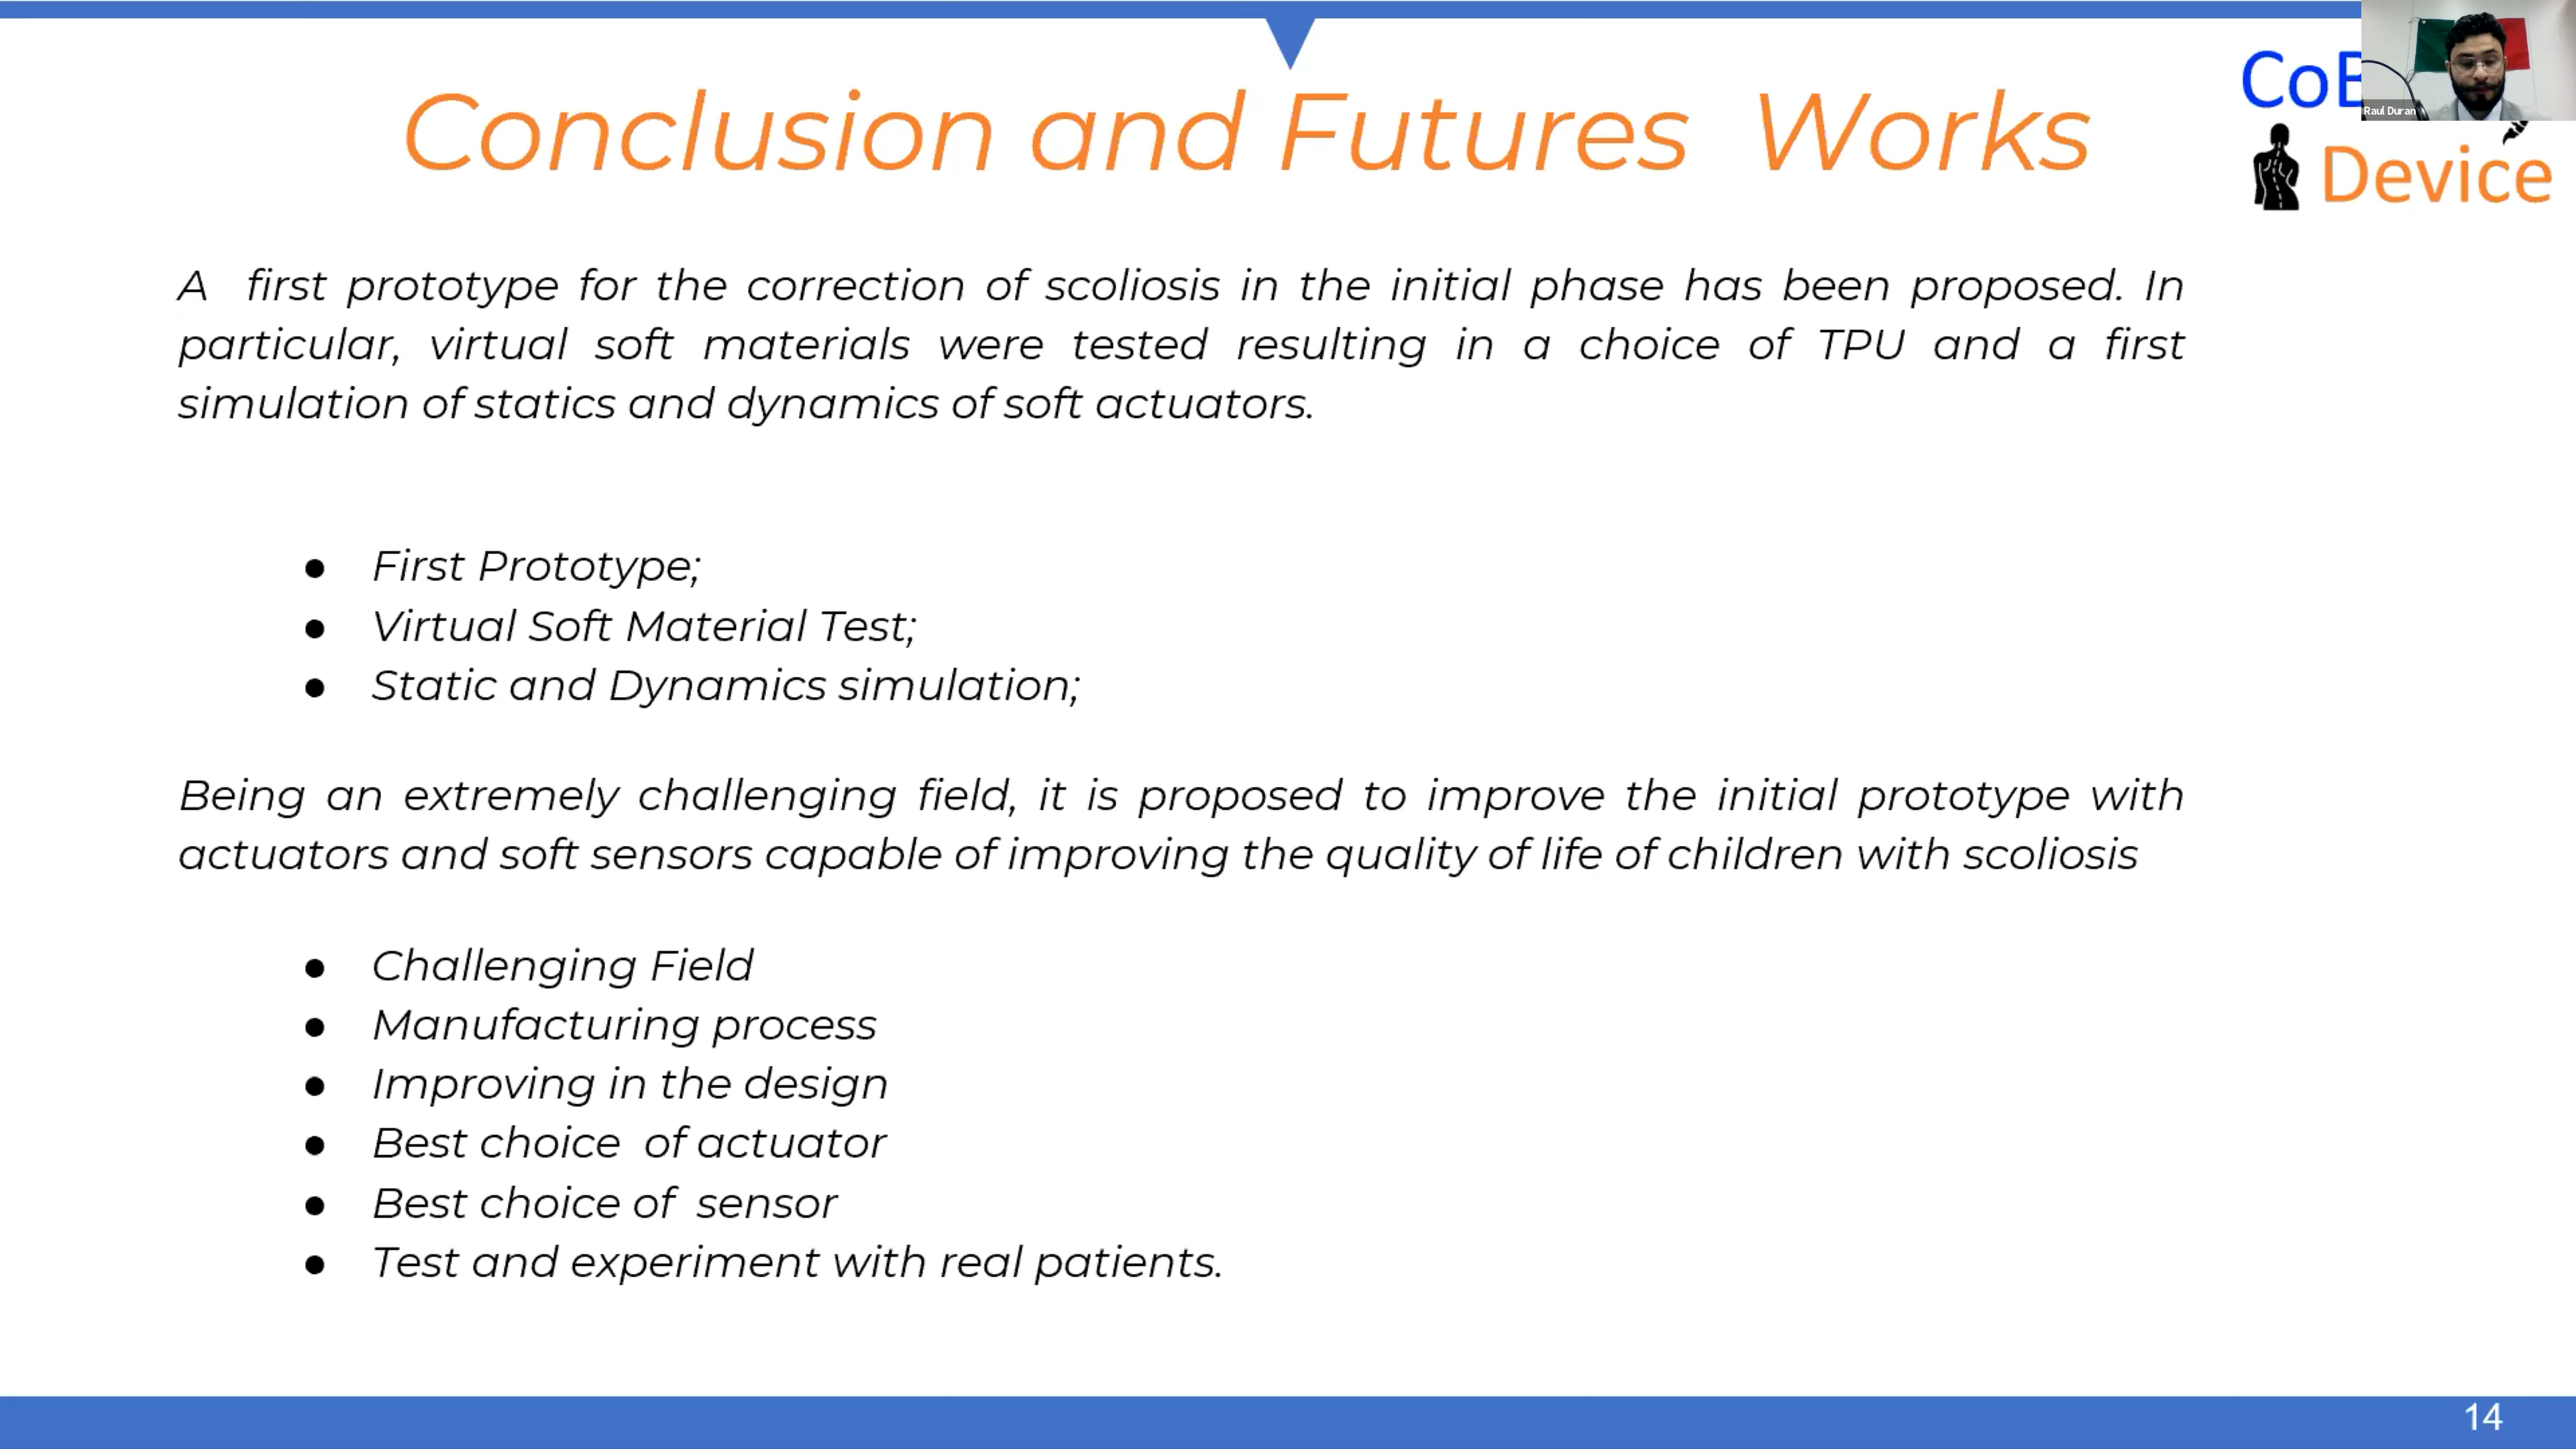 Conclusion and Futures Works
CoB
Raul Duran
Device
A first prototype for the correction of scoliosis in the initial phase has been proposed. In
particular, virtual soft materials were tested resulting in a choice of TPU and a first
simulation of statics and dynamics of soft actuators.
● First Prototype;
● Virtual Soft Material Test;
● Static and Dynamics simulation;
Being an extremely challenging field, it is proposed to improve the initial prototype with
actuators and soft sensors capable of improving the quality of life of children with scoliosis
● Challenging Field
● Manufacturing process
● Improving in the design
● Best choice of actuator
● Best choice of sensor
● Test and experiment with real patients.
14